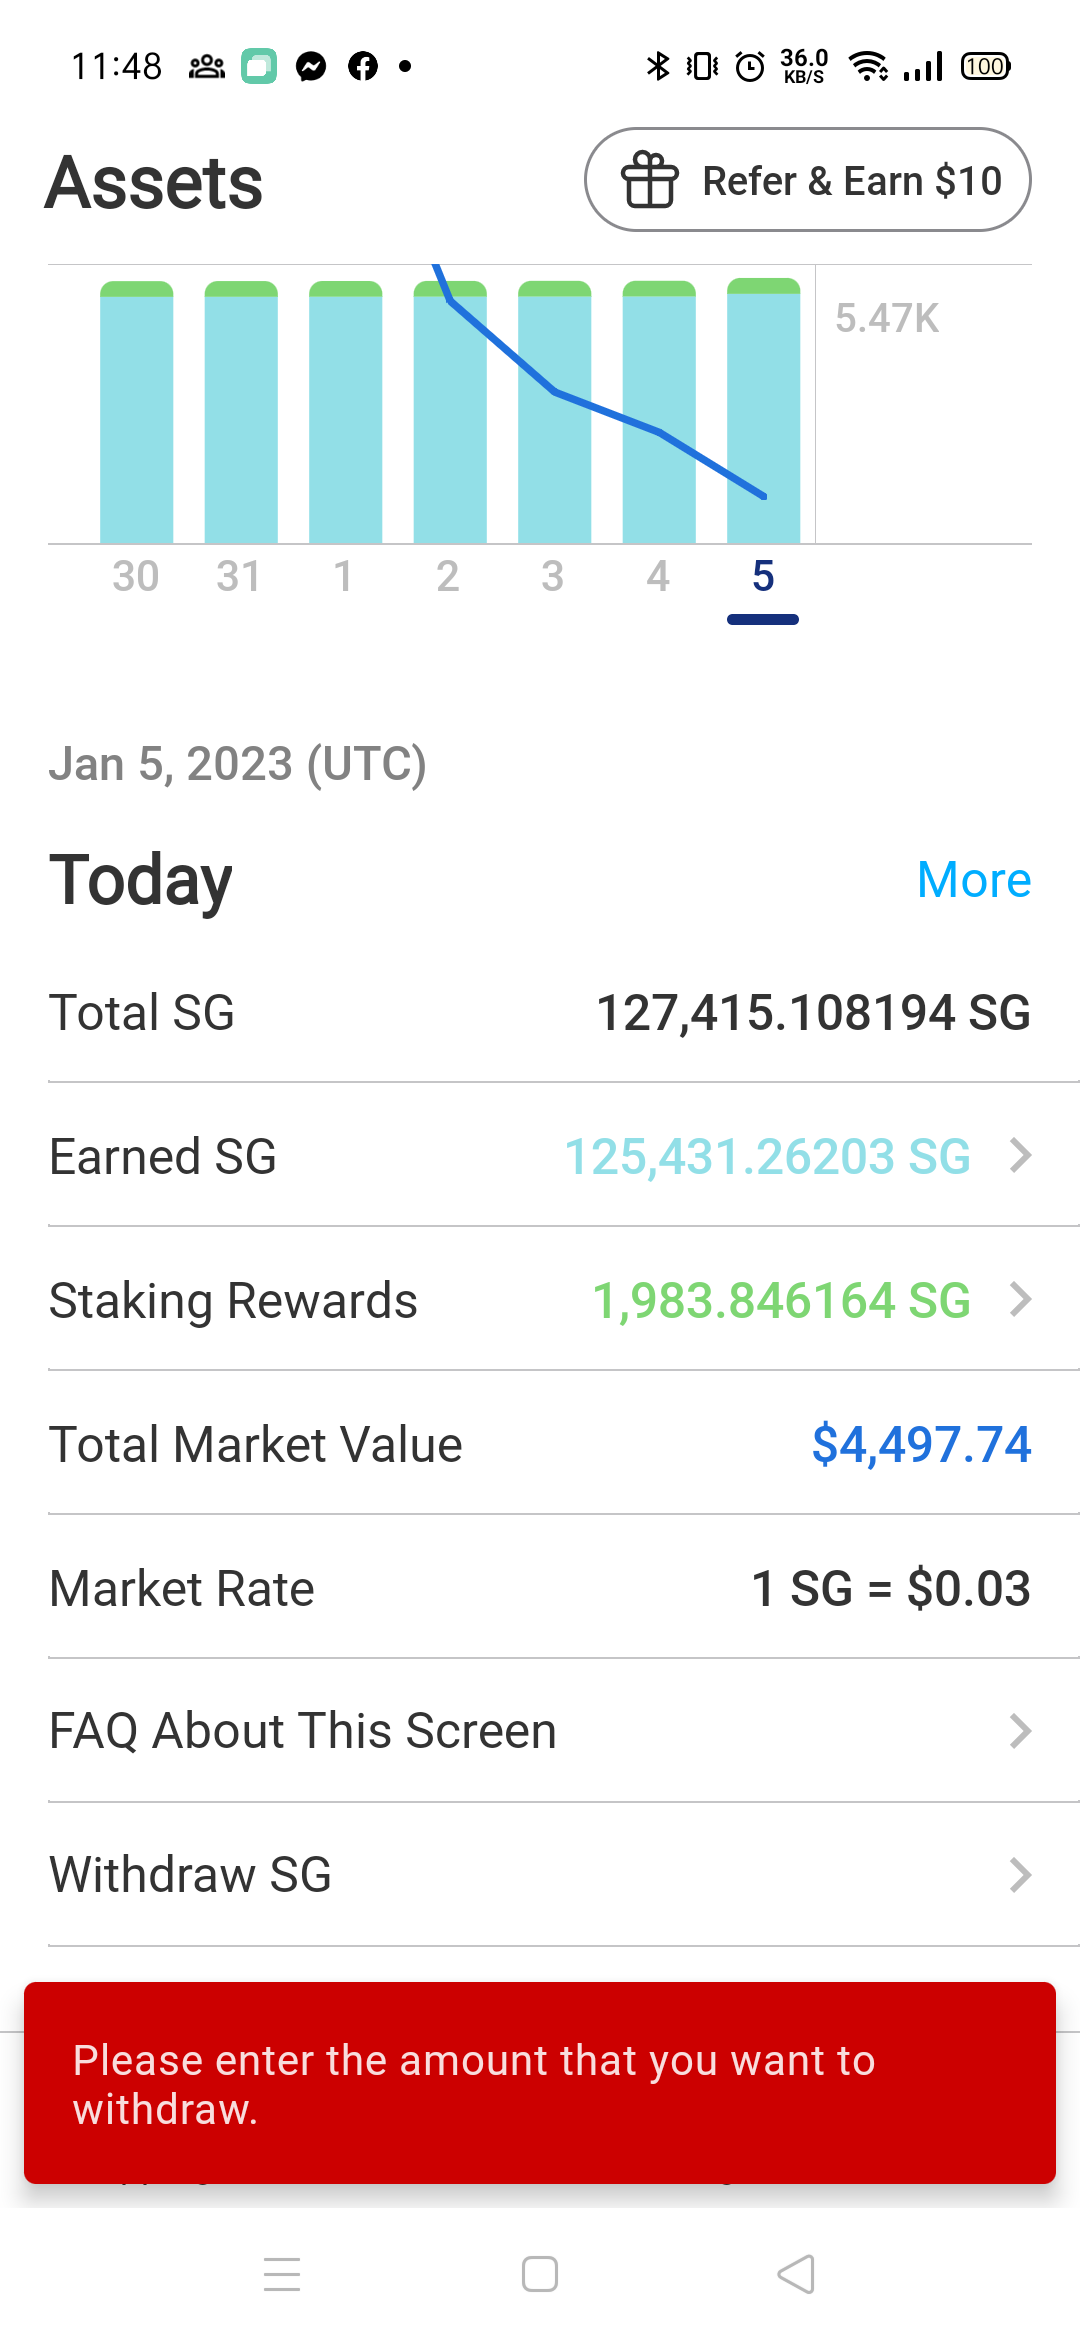 11:48 36.0 KB/S 100
Assets Refer & Earn $10
5.47K
30 31 1 2 3 4 5
Jan 5, 2023 (UTC)
Today More
Total SG 127,415.108194 SG
Earned SG 125,431.26203 SG
Staking Rewards 1,983.846164 SG
Total Market Value $4,497.74
Market Rate 1 SG = $0.03
FAQ About This Screen
Withdraw SG
Please enter the amount that you want to
withdraw.